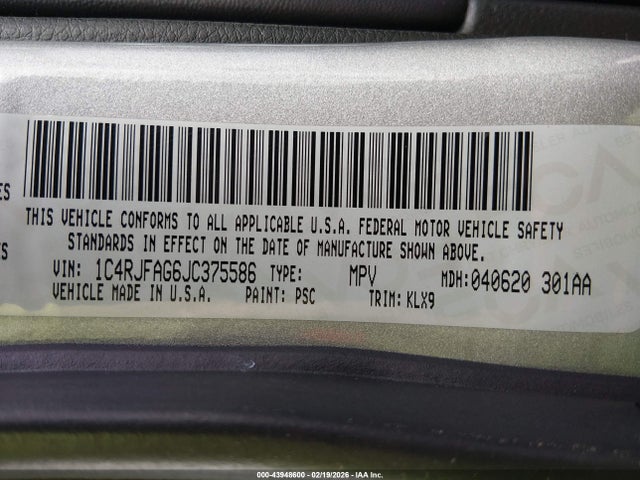 ES
THIS VEHICLE CONFORMS TO ALL APPLICABLE U.S.A. FEDERAL MOTOR VEHICLE SAFETY
TS
STANDARDS IN EFFECT ON THE DATE OF MANUFACTURE SHOWN ABOVE.
VIN: 1C4RJFAG6JC375586 TYPE: MPV MDH:040620 301AA
VEHICLE MADE IN U.S.A. PAINT: PSC TRIM: KLX9
000-43948600 - 02/19/2026 - IAA Inc.